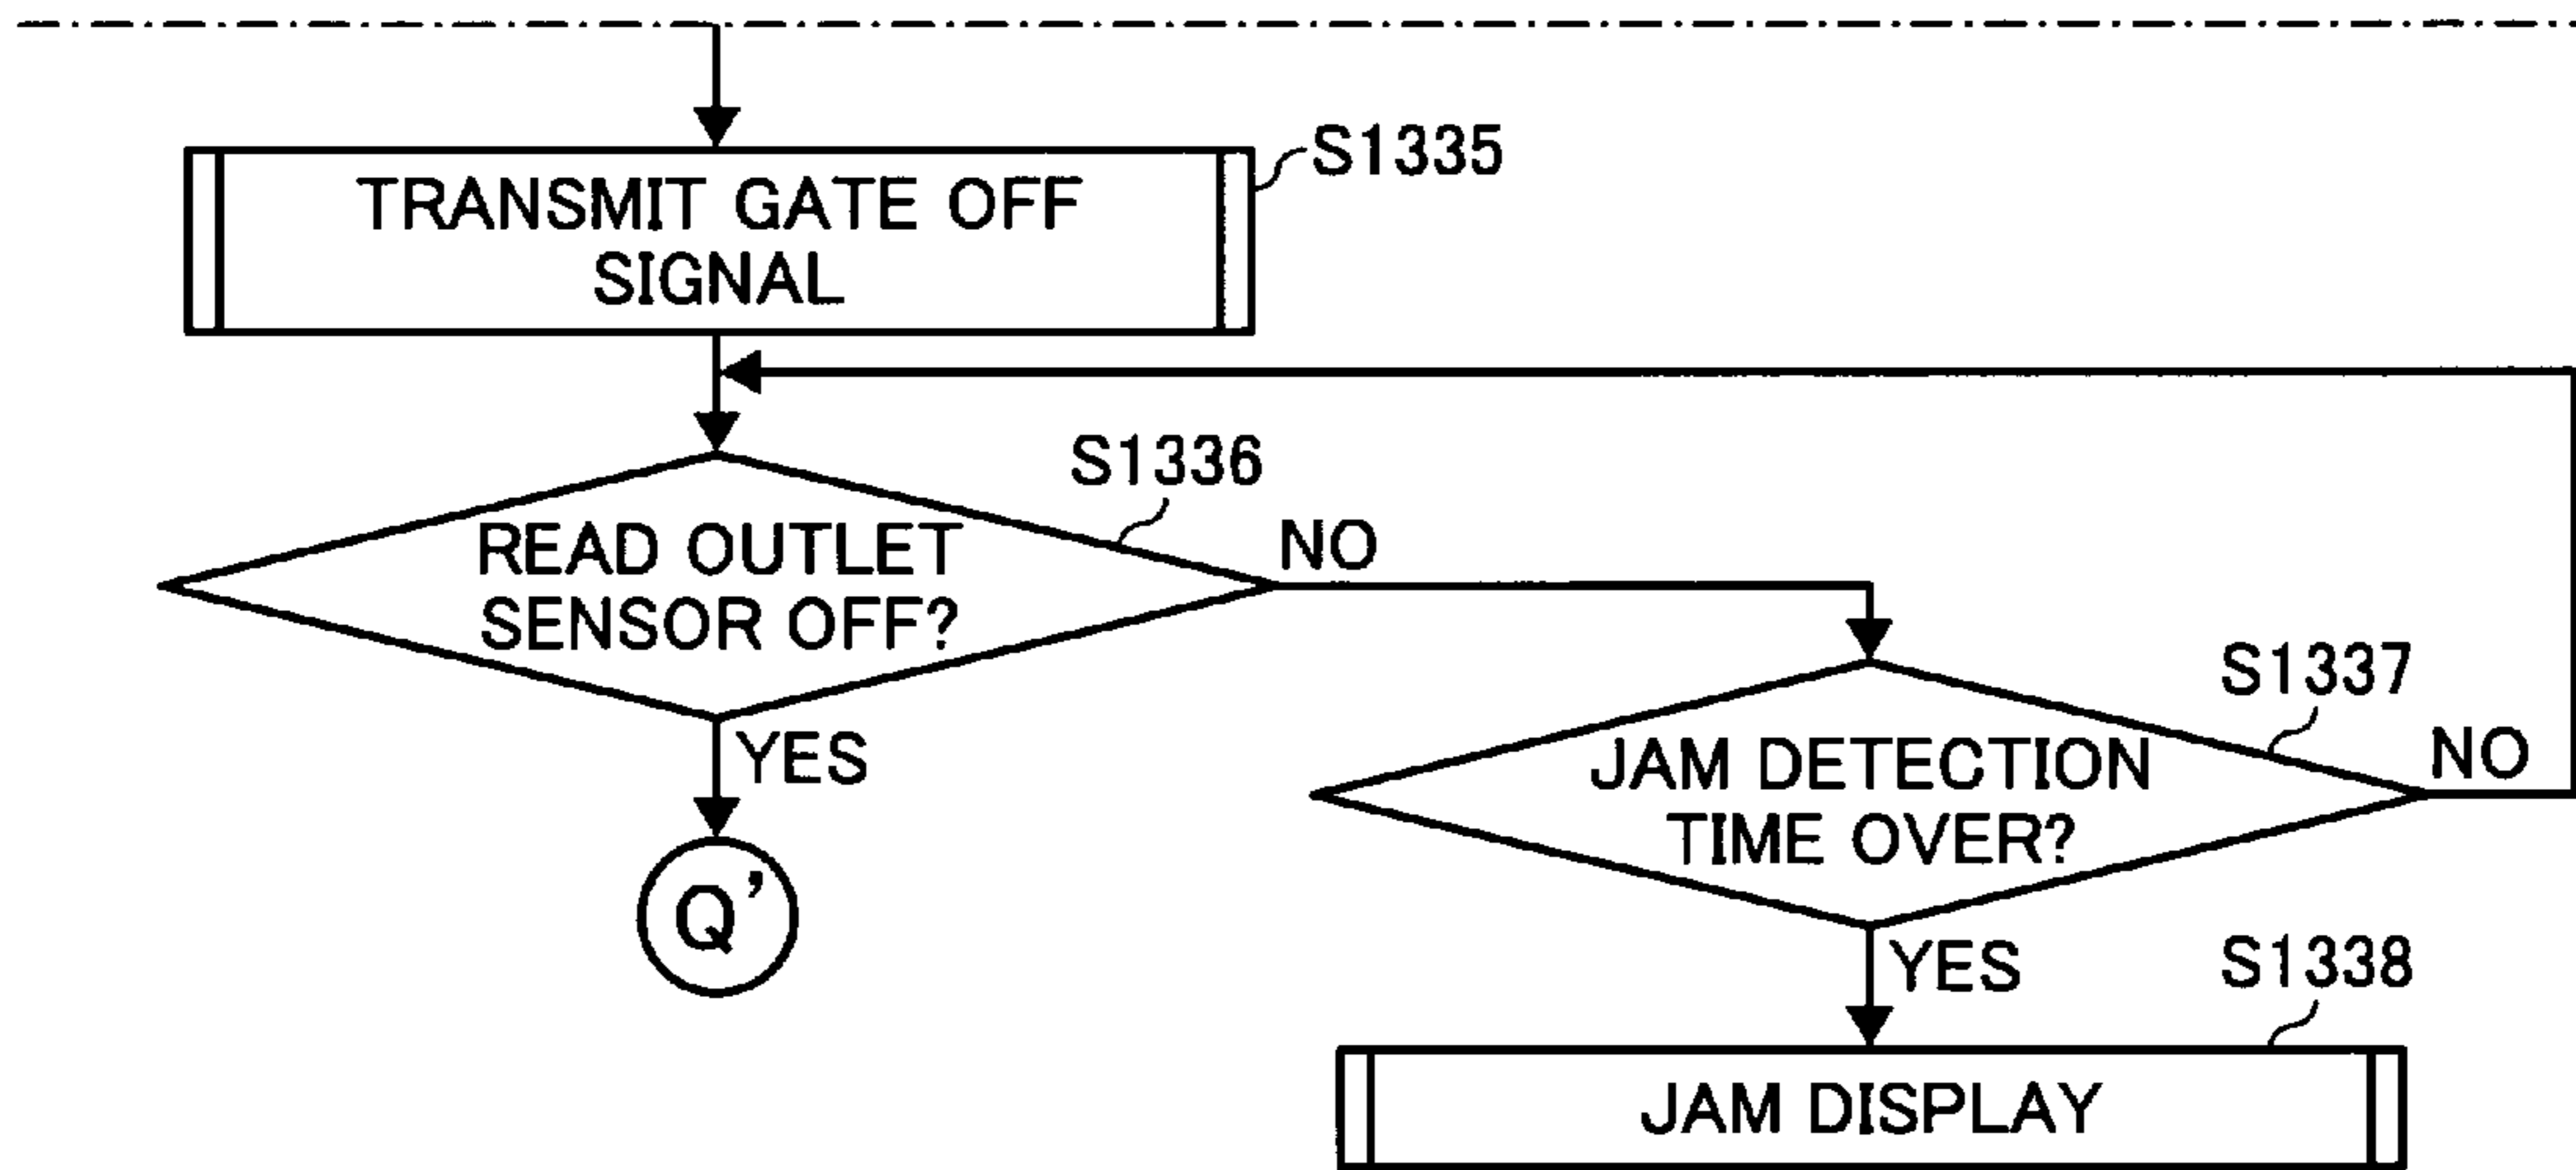 S1335
TRANSMIT GATE OFF
SIGNAL
S1336
READ OUTLET
SENSOR OFF?
NO
YES
Q’
S1337
JAM DETECTION
TIME OVER?
NO
YES
S1338
JAM DISPLAY